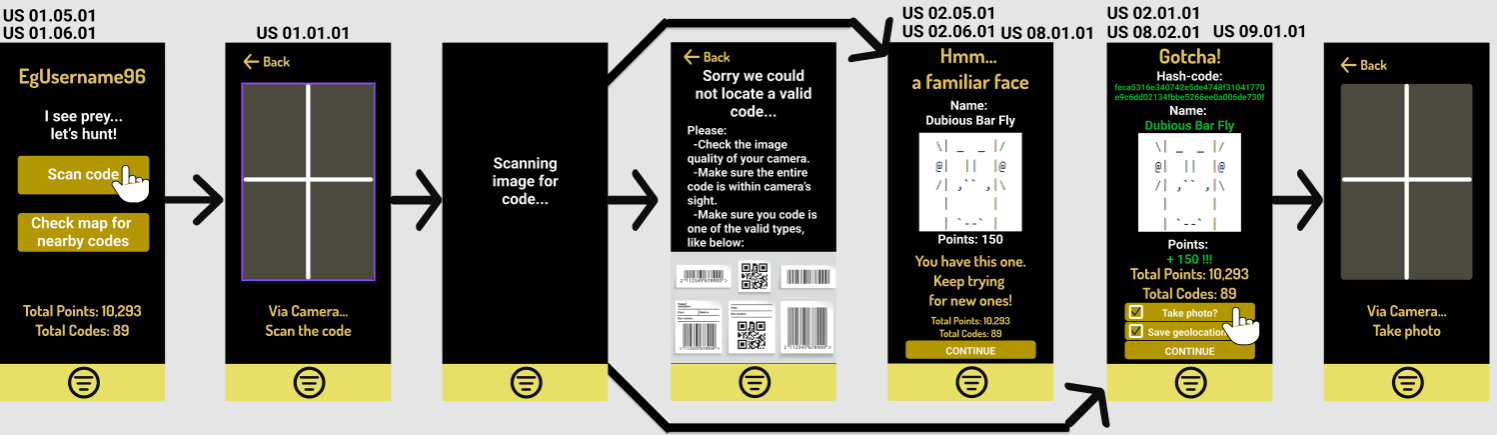 US 01.05.01
US 01.06.01
EgUsername96
I see prey...
let's hunt!
Scan code
Check map for
nearby codes
Total Points: 10,293
Total Codes: 89
US 01.01.01
Back
Via Camera...
Scan the code
Scanning
image for
code...
Back
Sorry we could
not locate a valid
code...
Please:
-Check the image
quality of your camera.
-Make sure the entire
code is within camera's
sight.
-Make sure you code is
one of the valid types,
like below:
US 02.05.01
US 02.06.01 US 08.01.01
Hmm...
a familiar face
Name:
Dubious Bar Fly
Points: 150
You have this one.
Keep trying
for new ones!
Total Points: 10,293
Total Codes: 89
CONTINUE
US 02.01.01
US 08.02.01 US 09.01.01
Gotcha!
Hash-code:
feca5316e340742e5de4748f31041770
e9c6dd02134fbbe5266ee0a006de730f
Name:
Dubious Bar Fly
Points:
+ 150 !!!
Total Points: 10,293
Total Codes: 89
Take photo?
Save geolocation
CONTINUE
Back
Via Camera...
Take photo